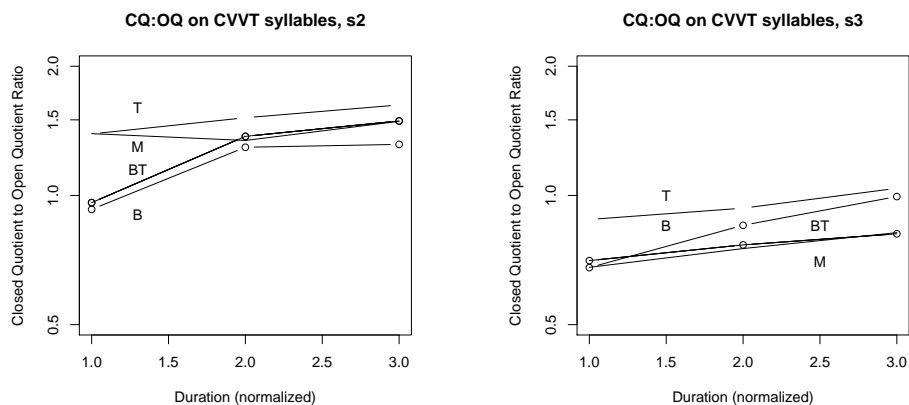 CQ:OQ on CVVT syllables, s2
Closed Quotient to Open Quotient Ratio
2.0
1.5
1.0
0.5
T
M
BT
B
1.0 1.5 2.0 2.5 3.0
Duration (normalized)
CQ:OQ on CVVT syllables, s3
Closed Quotient to Open Quotient Ratio
2.0
1.5
1.0
0.5
T
B BT
M
1.0 1.5 2.0 2.5 3.0
Duration (normalized)